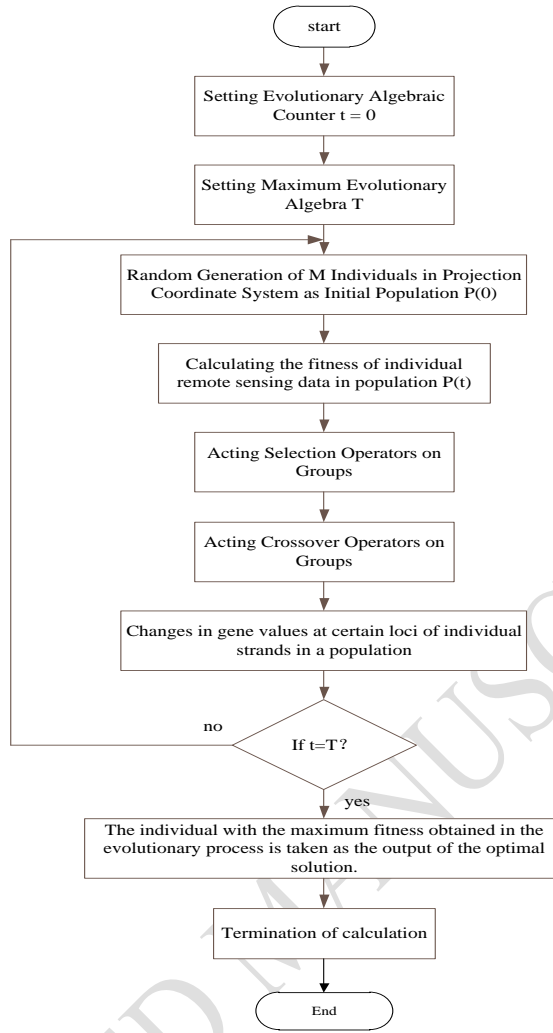 start
Setting Evolutionary Algebraic
Counter t = 0
Setting Maximum Evolutionary
Algebra T
Random Generation of M Individuals in Projection
Coordinate System as Initial Population P(0)
Calculating the fitness of individual
remote sensing data in population P(t)
Acting Selection Operators on
Groups
Acting Crossover Operators on
Groups
Changes in gene values at certain loci of individual
strands in a population
no
If t=T?
yes
The individual with the maximum fitness obtained in the
evolutionary process is taken as the output of the optimal
solution.
Termination of calculation
End